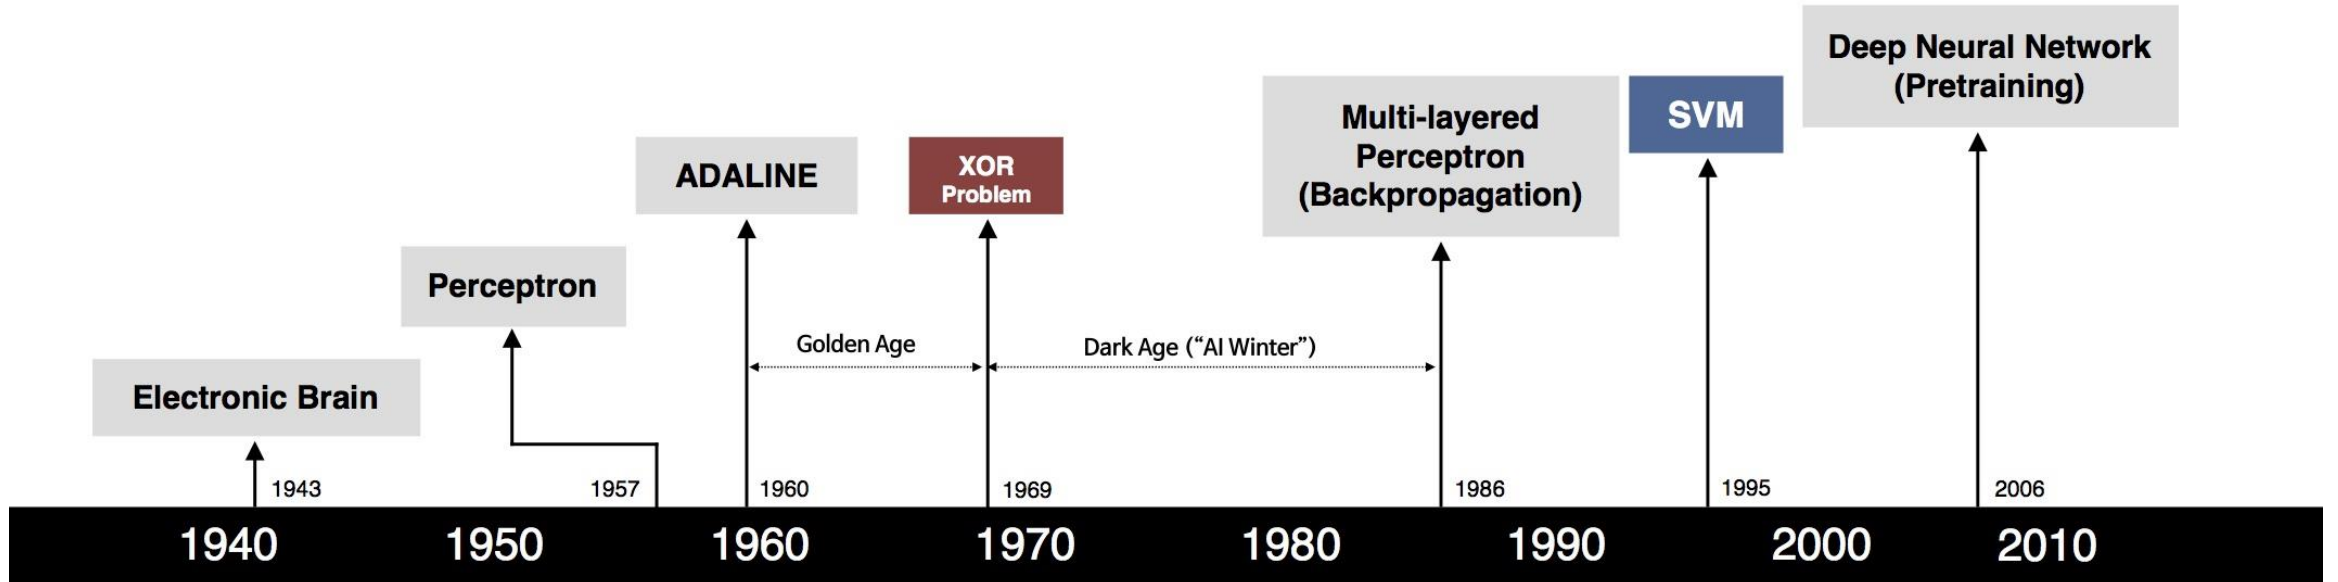 Deep Neural Network
(Pretraining)
Multi-layered
Perceptron
(Backpropagation)
SVM
ADALINE
XOR
Problem
Perceptron
Golden Age
Dark Age (“AI Winter”)
Electronic Brain
1943
1957
1960
1969
1986
1995
2006
1940
1950
1960
1970
1980
1990
2000
2010